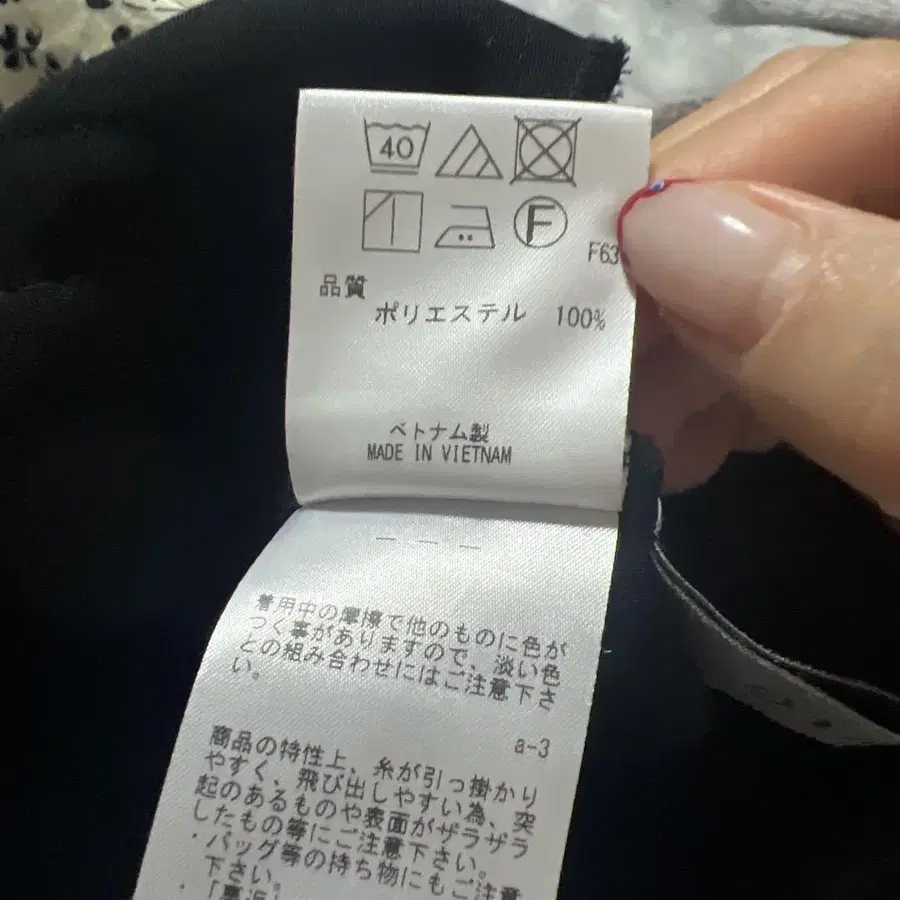 40
F
F63
品質
ポリエステル 100%
ベトナム製
MADE IN VIETNAM
着用中の摩擦で他のものに色が
つく事がありますので、淡い色
との組み合わせにはご注意下さ
い。
a-3
商品の特性上、糸が引っ掛かり
やすく、飛び出しやすい為、突
起のあるものや表面がザラザラ
したもの等にご注意下さい。
・バッグ等の持ち物にもご注意
下さい。